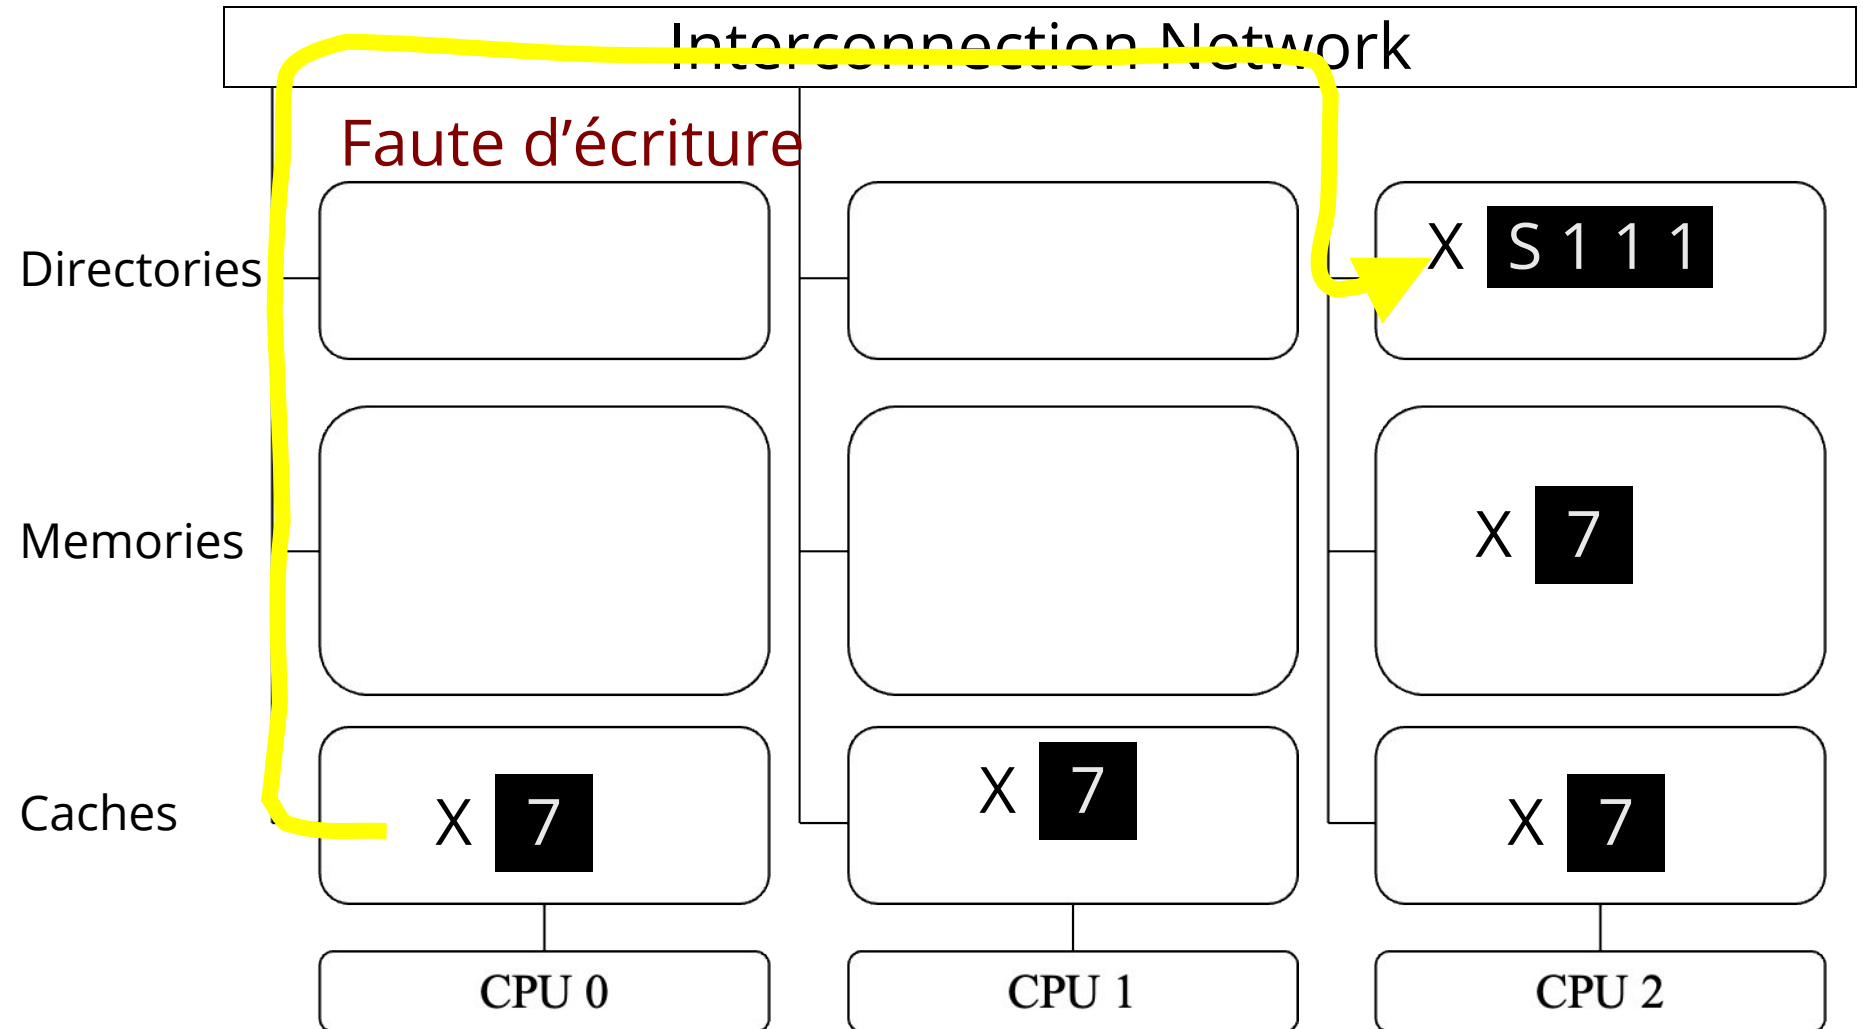 Interconnection Network
Faute d’écriture
Directories
X S 1 1 1
Memories
X 7
Caches
X 7
X 7
X 7
CPU 0
CPU 1
CPU 2